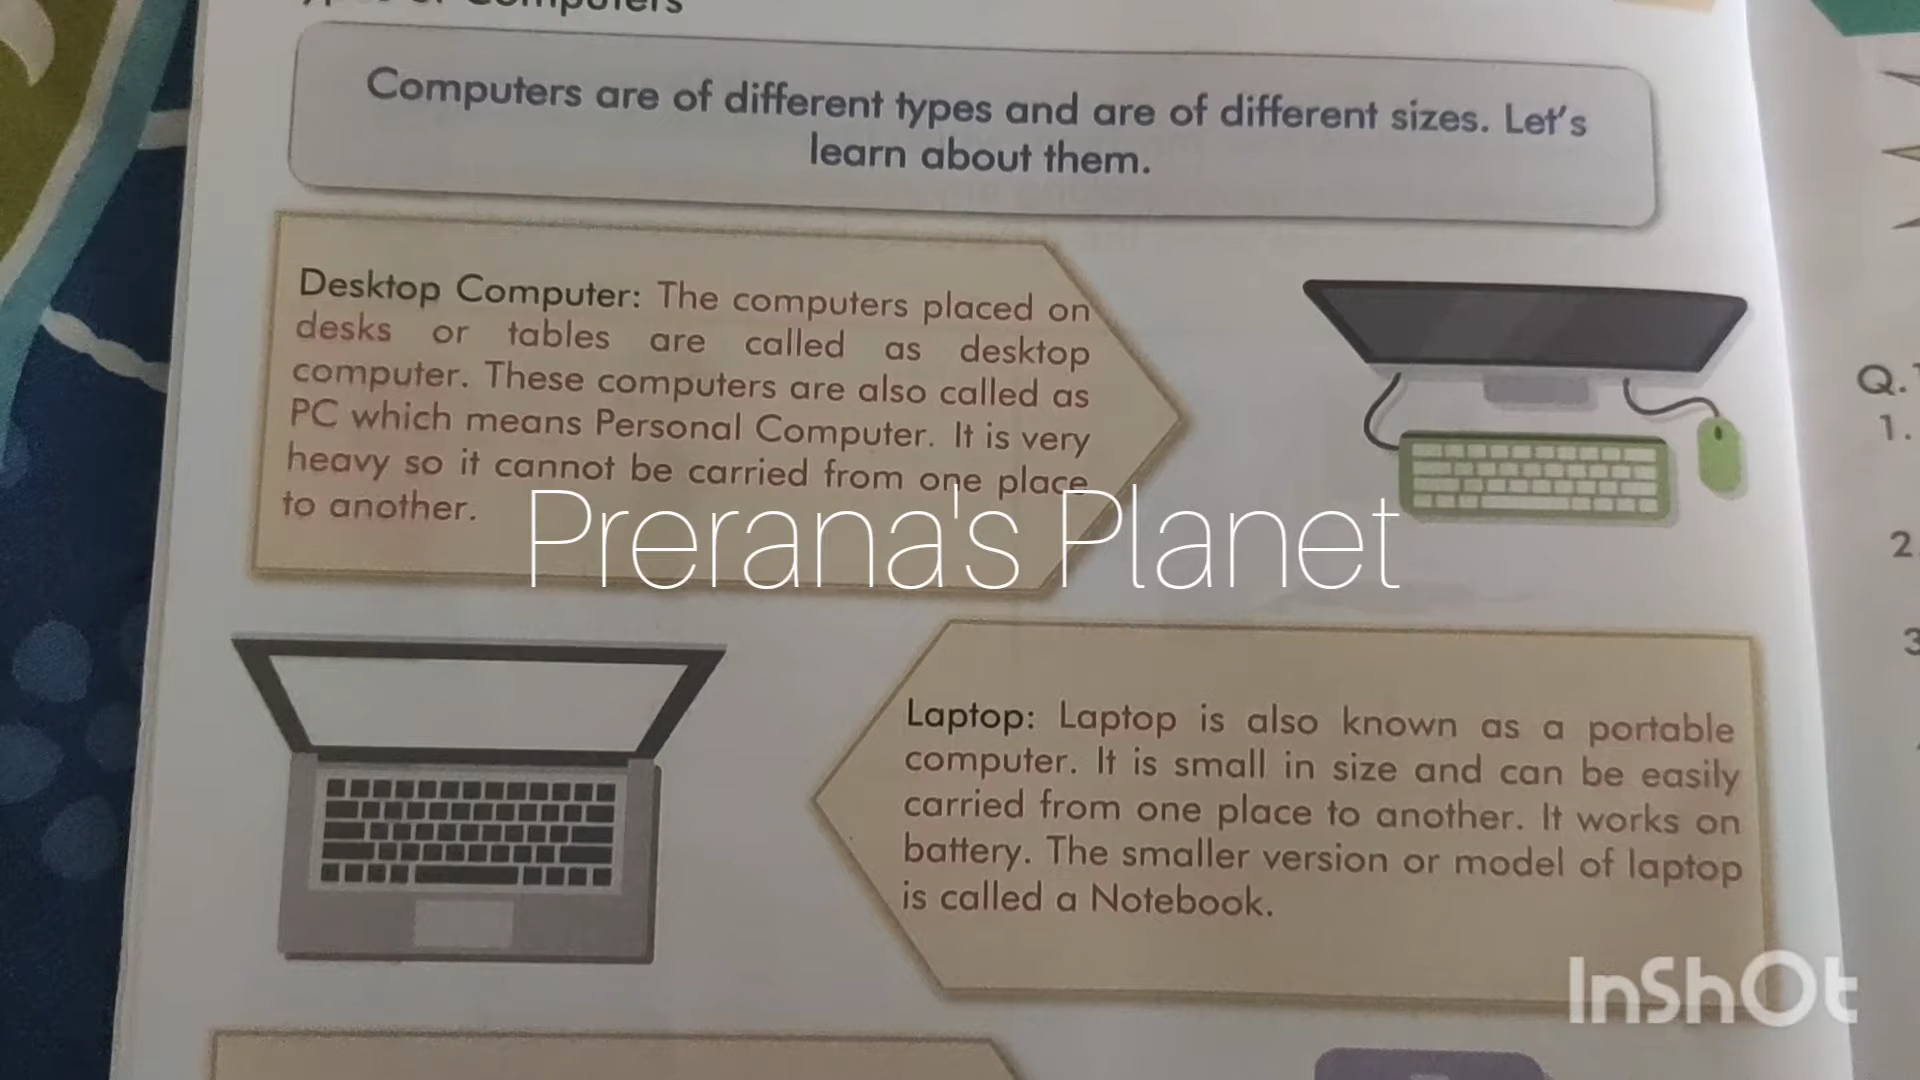 Computers
Computers are of different types and are of different sizes. Let's
learn about them.
Desktop Computer: The computers placed on
desks or tables are called as desktop
computer. These computers are also called as
PC which means Personal Computer. It is very
heavy so it cannot be carried from one place
to another.
Prerana's Planet
Laptop: Laptop is also known as a portable
computer. It is small in size and can be easily
carried from one place to another. It works on
battery. The smaller version or model of laptop
is called a Notebook.
Q.
1.
2
3
InShOt